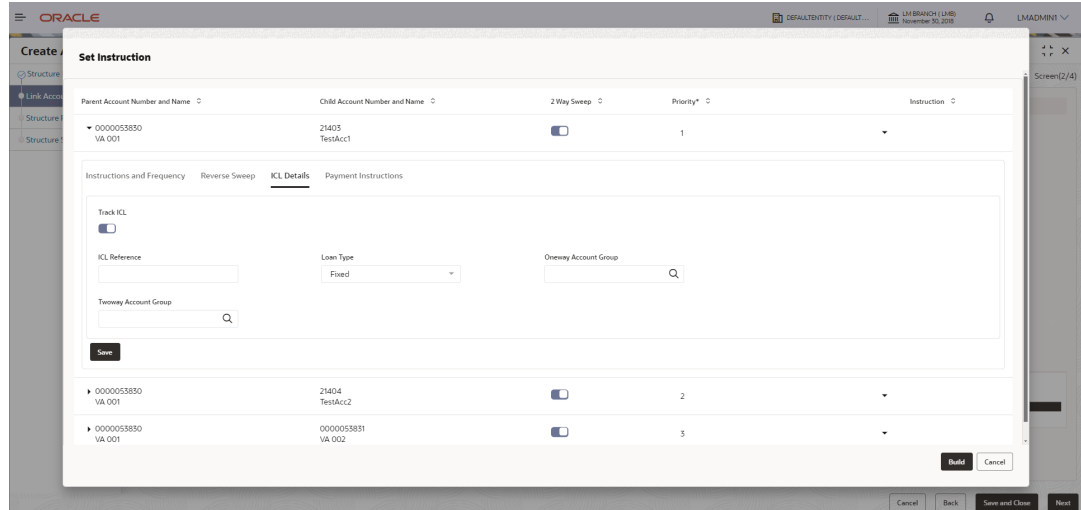 ORACLE
DEFAULTENTITY ( DEFAULT....
LM BRANCH ( LMB)
November 30, 2018
LMADMIN1
Create
Screen(2/4)
Structure
Link Accou
Structure
Structure
Set Instruction
Parent Account Number and Name
Child Account Number and Name
2 Way Sweep
Priority*
Instruction
0000053830
VA 001
21403
TestAcc1
1
Instructions and Frequency
Reverse Sweep
ICL Details
Payment Instructions
Track ICL
ICL Reference
Loan Type
Oneway Account Group
Fixed
Twoway Account Group
Save
0000053830
VA 001
21404
TestAcc2
2
0000053830
VA 001
0000053831
VA 002
3
Build
Cancel
Cancel
Back
Save and Close
Next